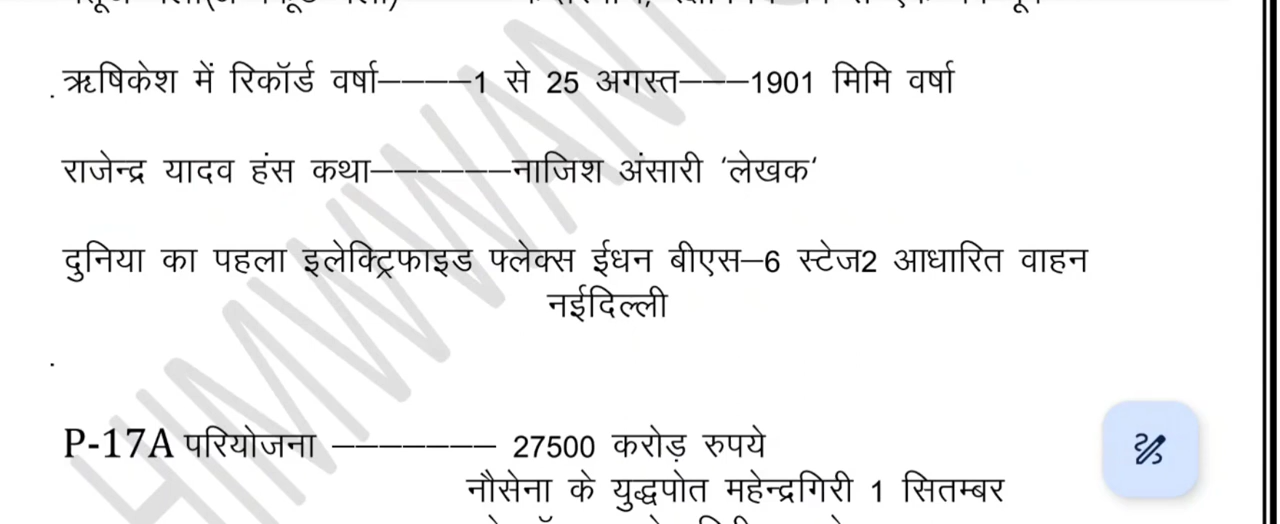 ऋषिकेश में रिकॉर्ड वर्षा–––––1 से 25 अगस्त–––1901 मिमि वर्षा
राजेन्द्र यादव हंस कथा––––––नाजिश अंसारी ‘लेखक‘
दुनिया का पहला इलेक्ट्रिफाइड फ्लेक्स ईधन बीएस–6 स्टेज2 आधारित वाहन
नईदिल्ली
P-17A परियोजना ––––––– 27500 करोड़ रुपये
नौसेना के युद्धपोत महेन्द्रगिरी 1 सितम्बर